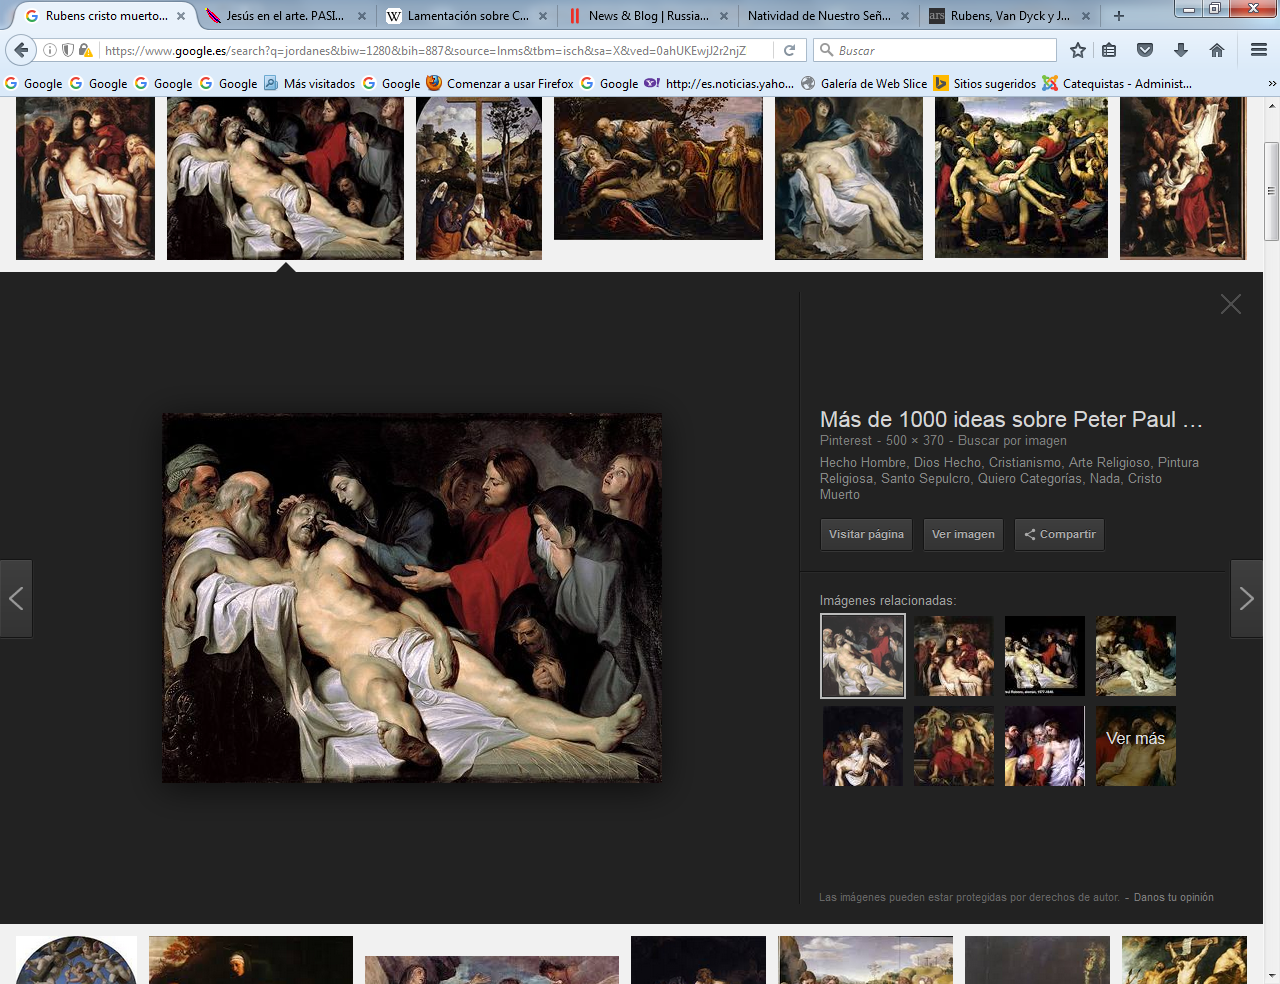 Rubens cristo muerto...
Jesús en el arte. PASI...
Lamentación sobre C...
News & Blog | Russia...
Natividad de Nuestro Señ...
ars
Rubens, Van Dyck y J...
https://www.google.es/search?q=jordanes&biw=1280&bih=887&source=lnms&tbm=isch&sa=X&ved=0ahUKEwjJ2r2njZ
Buscar
Google Google Google Google Más visitados Google Comenzar a usar Firefox Google http://es.noticias.yaho... Galería de Web Slice Sitios sugeridos Catequistas - Administ...
Más de 1000 ideas sobre Peter Paul ...
Pinterest - 500 × 370 - Buscar por imagen
Hecho Hombre, Dios Hecho, Cristianismo, Arte Religioso, Pintura
Religiosa, Santo Sepulcro, Quiero Categorías, Nada, Cristo
Muerto
Visitar página Ver imagen Compartir
Imágenes relacionadas:
Ver más
Las imágenes pueden estar protegidas por derechos de autor. - Danos tu opinión